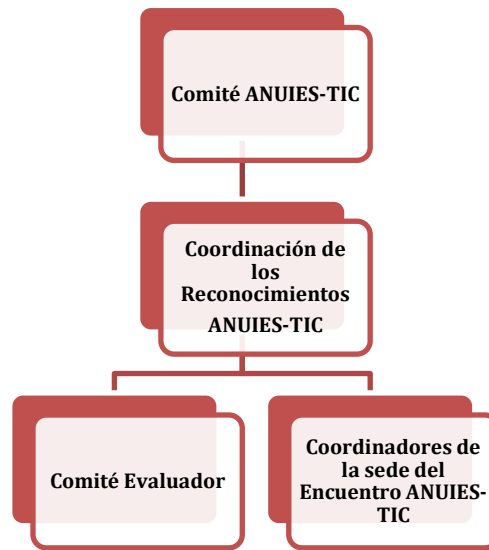 Comité ANUIES-TIC
Coordinación de
los
Reconocimientos
ANUIES-TIC
Comité Evaluador
Coordinadores de
la sede del
Encuentro ANUIES-
TIC